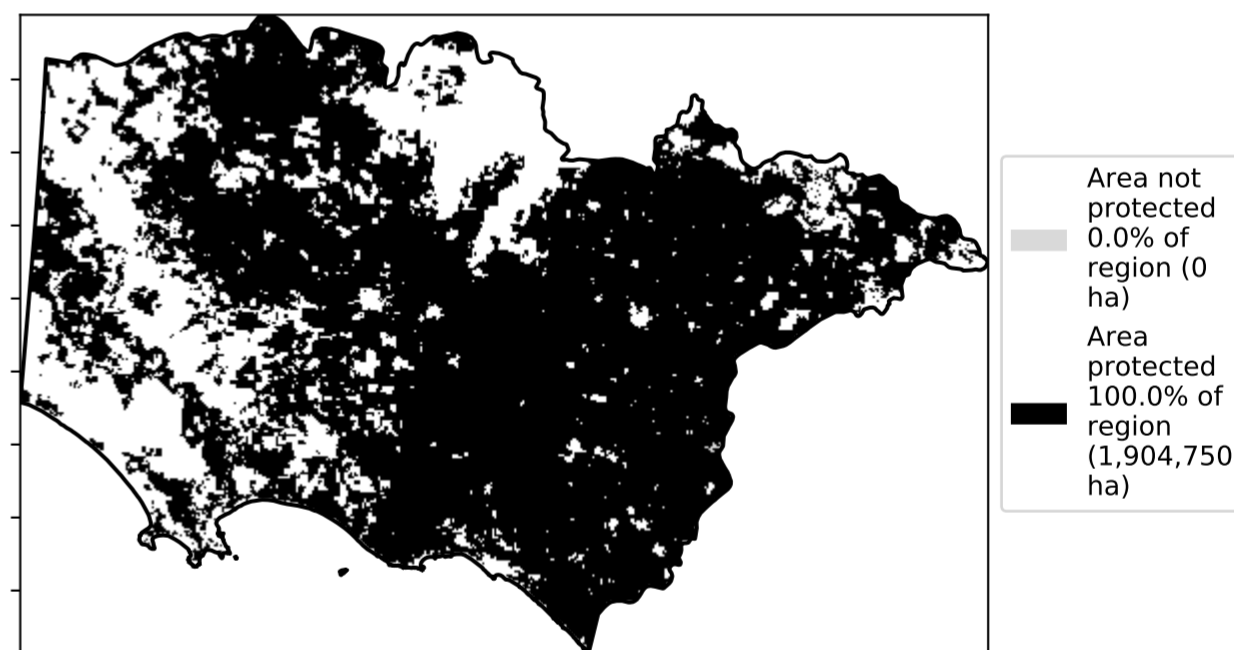 Area not
protected
0.0% of
region (0
ha)
Area
protected
100.0% of
region
(1,904,750
ha)